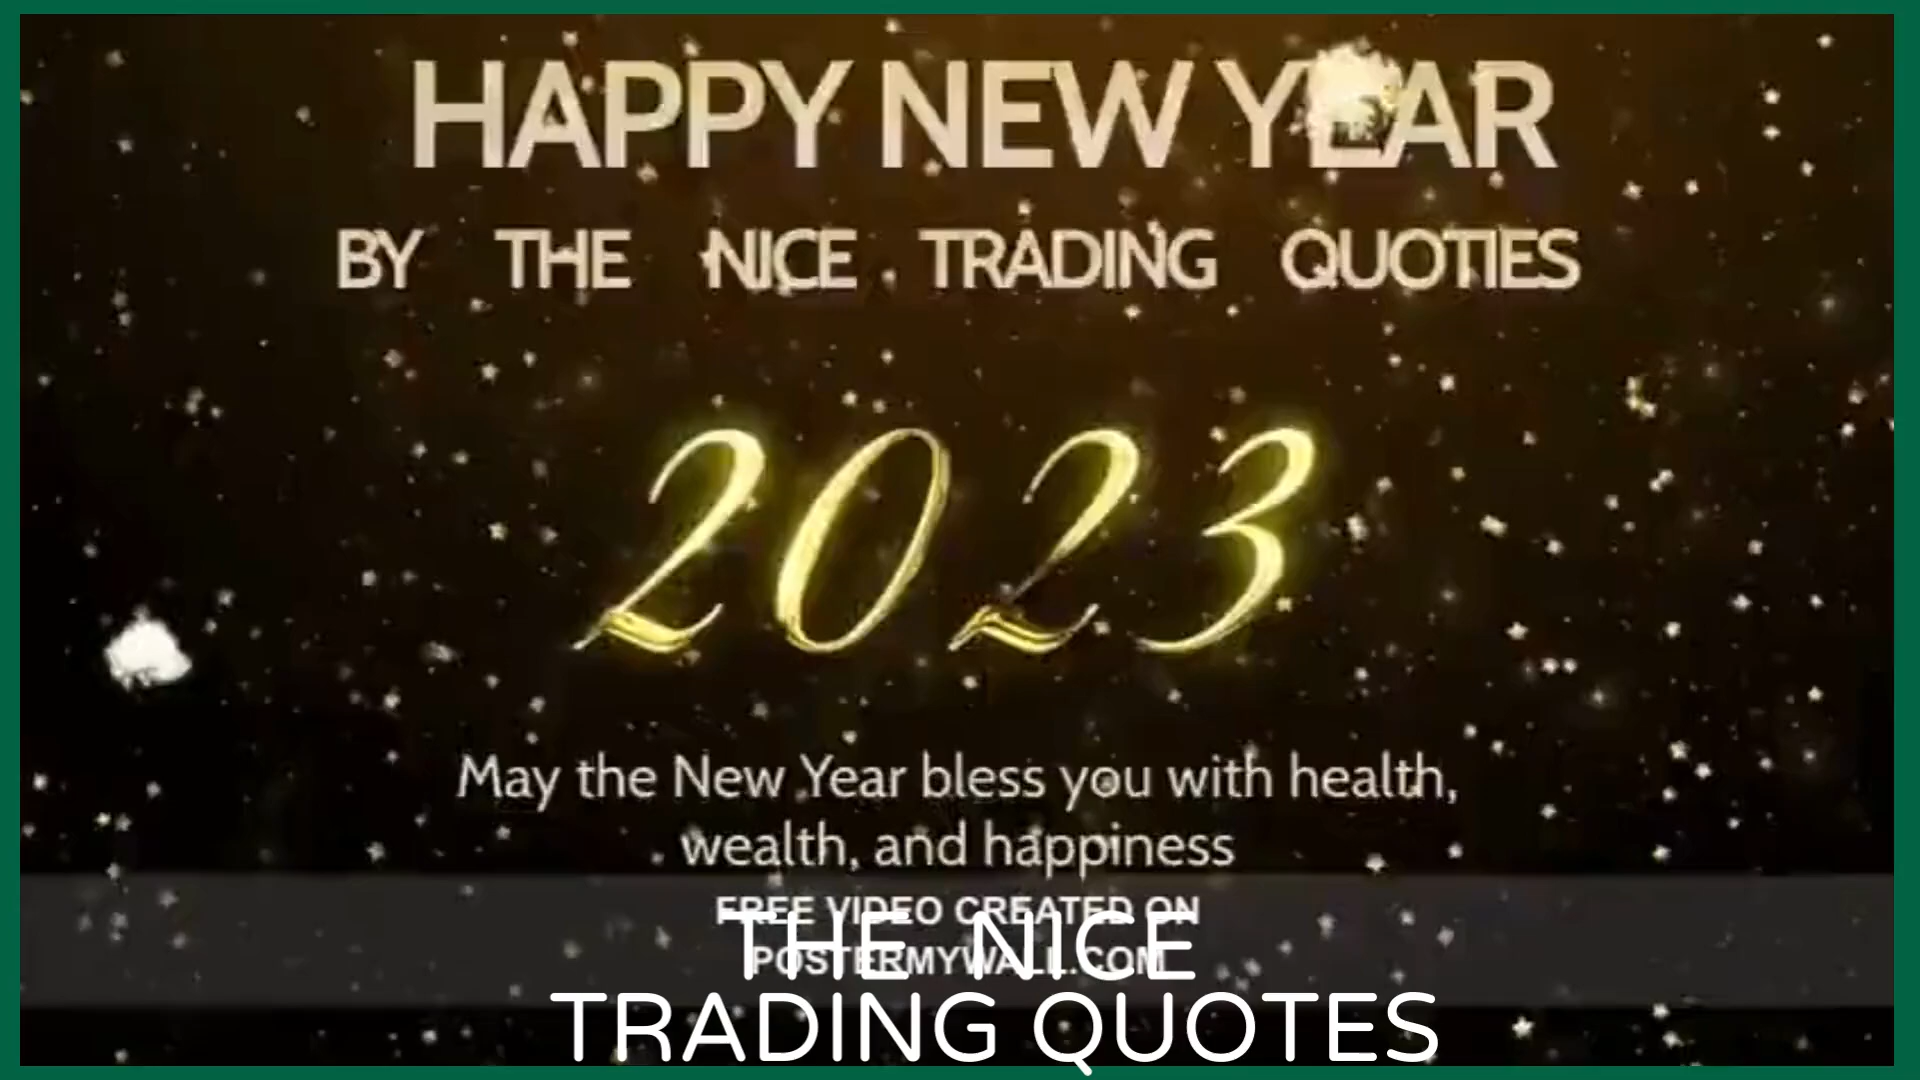 HAPPY NEW YEAR
BY THE NICE TRADING QUOTIES
2023
May the New Year bless you with health,
wealth, and happiness
FREE VIDEO CREATED ON
POSTERMYWALL.COM
THE NICE
TRADING QUOTES